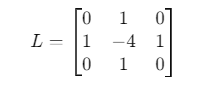 L = [ 0 1 0
1 -4 1
0 1 0 ]